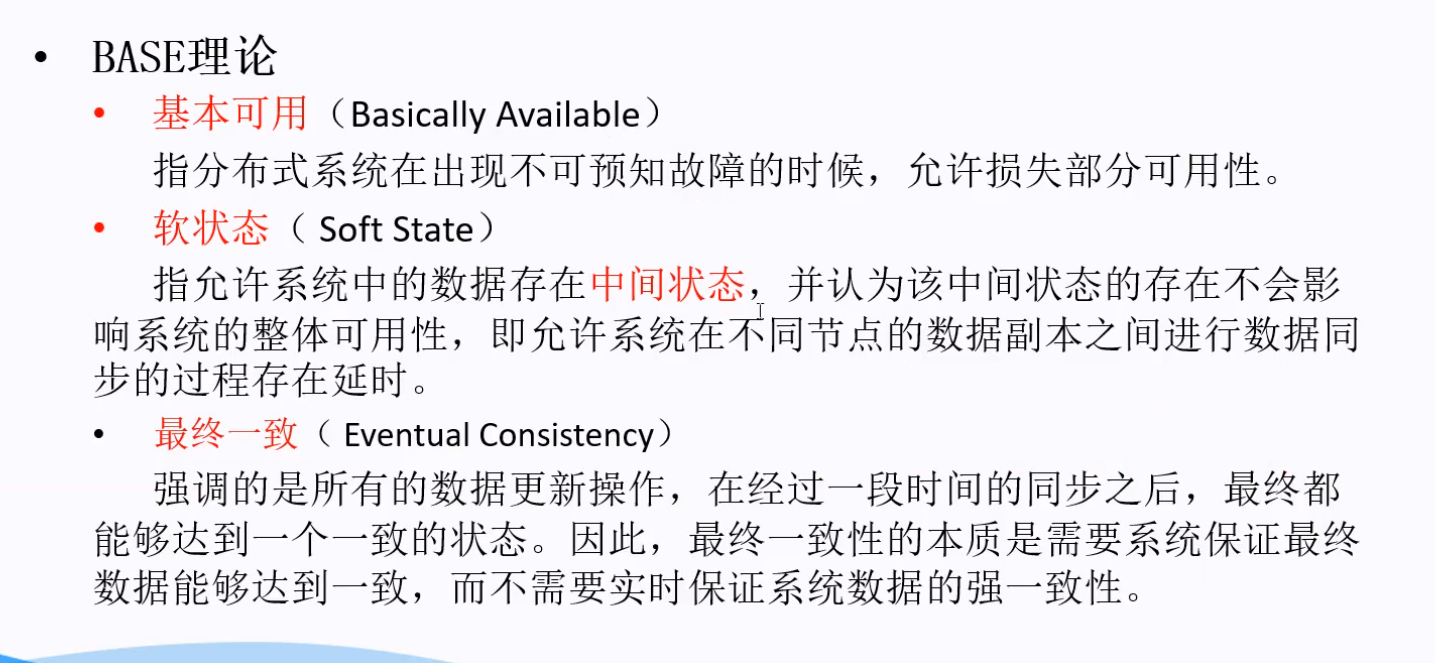 • BASE理论
• 基本可用（Basically Available）
指分布式系统在出现不可预知故障的时候，允许损失部分可用性。
• 软状态（ Soft State）
指允许系统中的数据存在中间状态，并认为该中间状态的存在不会影
响系统的整体可用性，即允许系统在不同节点的数据副本之间进行数据同
步的过程存在延时。
• 最终一致（ Eventual Consistency）
强调的是所有的数据更新操作，在经过一段时间的同步之后，最终都
能够达到一个一致的状态。因此，最终一致性的本质是需要系统保证最终
数据能够达到一致，而不需要实时保证系统数据的强一致性。